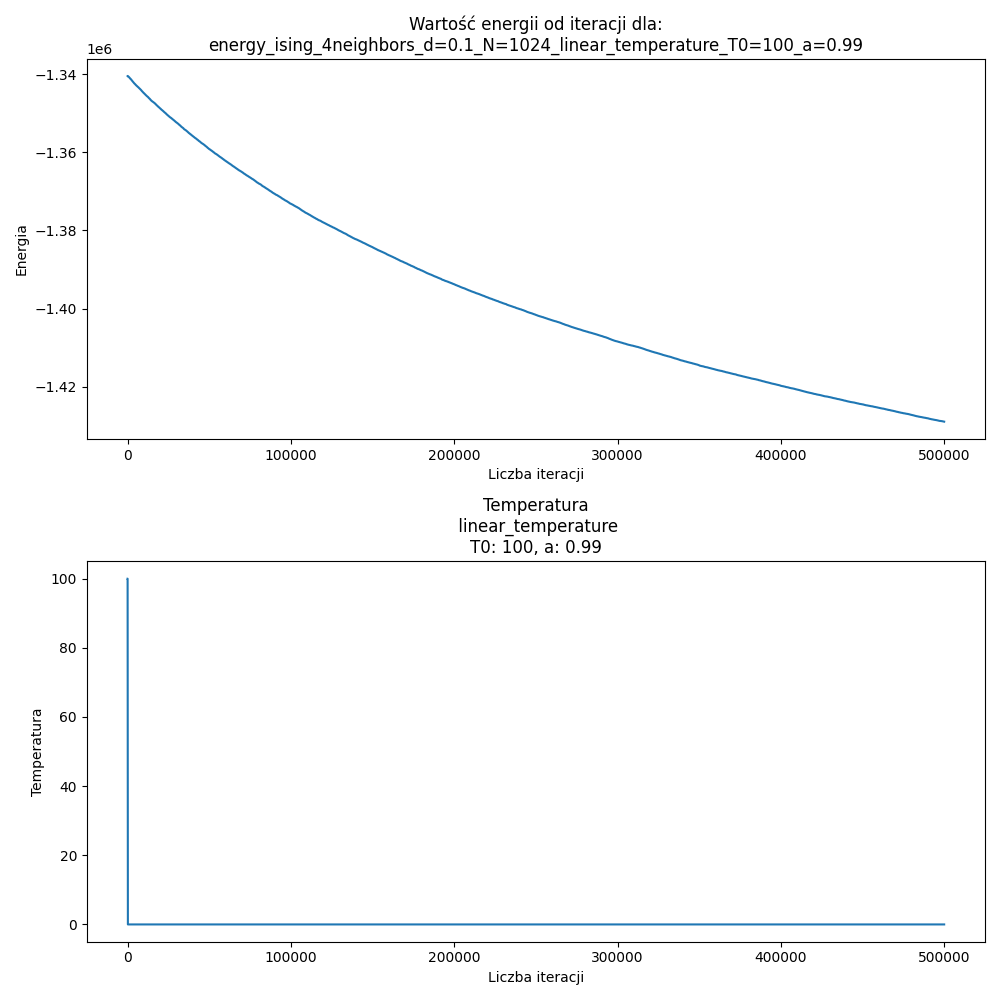 Wartość energii od iteracji dla:
energy_ising_4neighbors_d=0.1_N=1024_linear_temperature_T0=100_a=0.99
1e6
−1.34
−1.36
−1.38
−1.40
−1.42
Energia
0
100000
200000
300000
400000
500000
Liczba iteracji
Temperatura
linear_temperature
T0: 100, a: 0.99
100
80
60
40
20
0
Temperatura
0
100000
200000
300000
400000
500000
Liczba iteracji